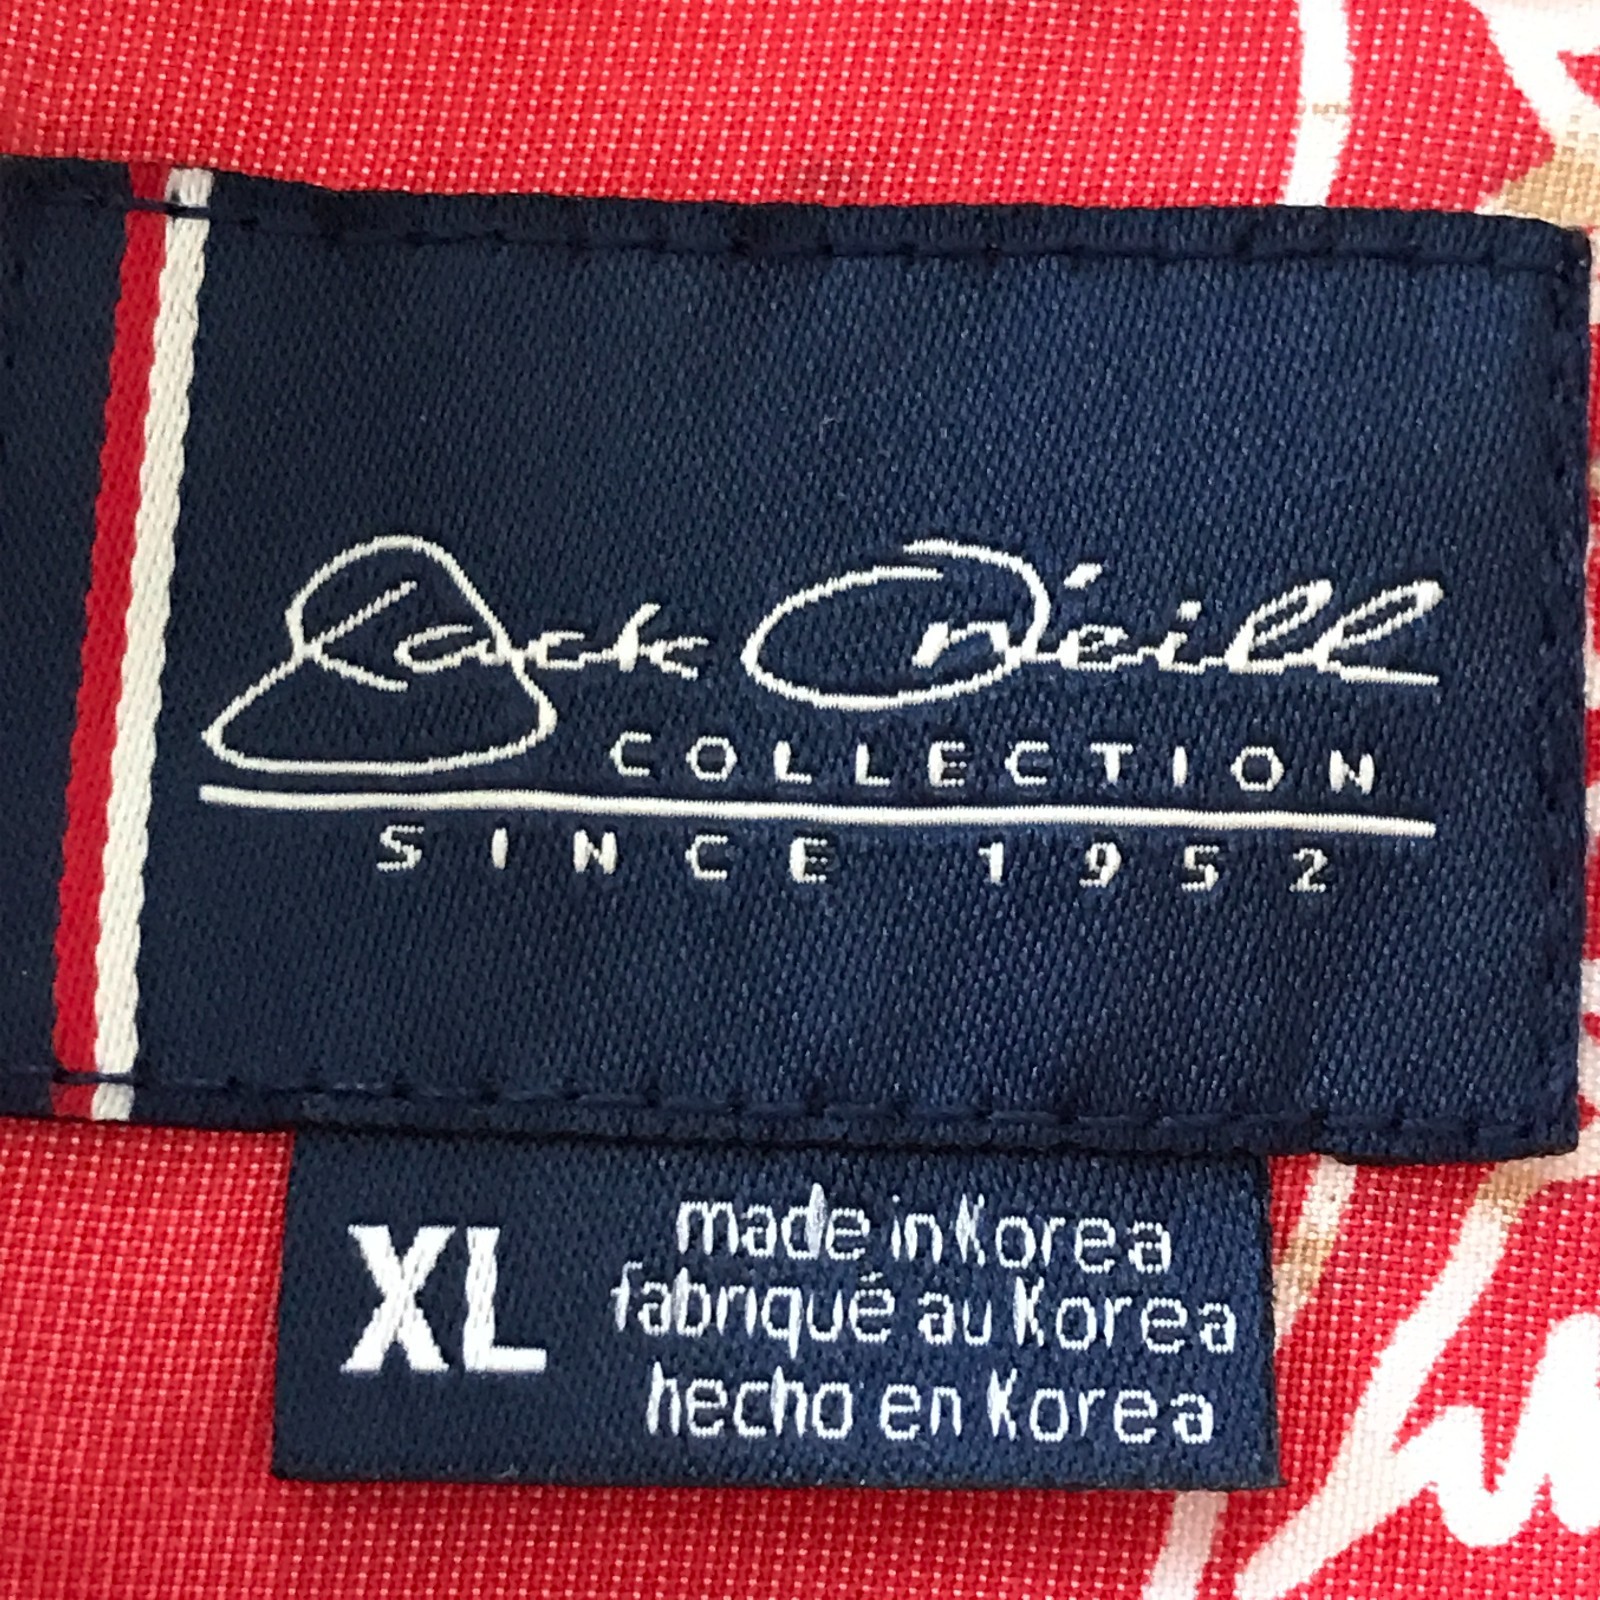 Jack O'neill
COLLECTION
SINCE 1952
XL
made in Korea
fabriqué au Korea
hecho en Korea